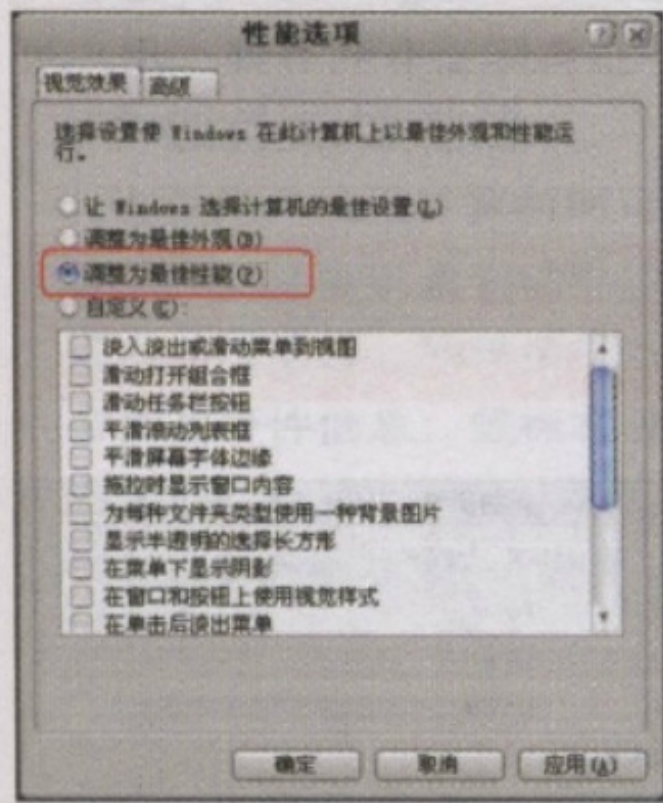 性能选项
视觉效果 高级
选择设置使 Windows 在此计算机上以最佳外观和性能运
行。
让 Windows 选择计算机的最佳设置(L)
调整为最佳外观(B)
调整为最佳性能(P)
自定义(C):
淡入淡出或滑动菜单到视图
滑动打开组合框
滑动任务栏按钮
平滑滚动列表框
平滑屏幕字体边缘
拖拉时显示窗口内容
为每种文件夹类型使用一种背景图片
显示半透明的选择长方形
在菜单下显示阴影
在窗口和按钮上使用视觉样式
在单击后淡出菜单
确定 取消 应用(A)